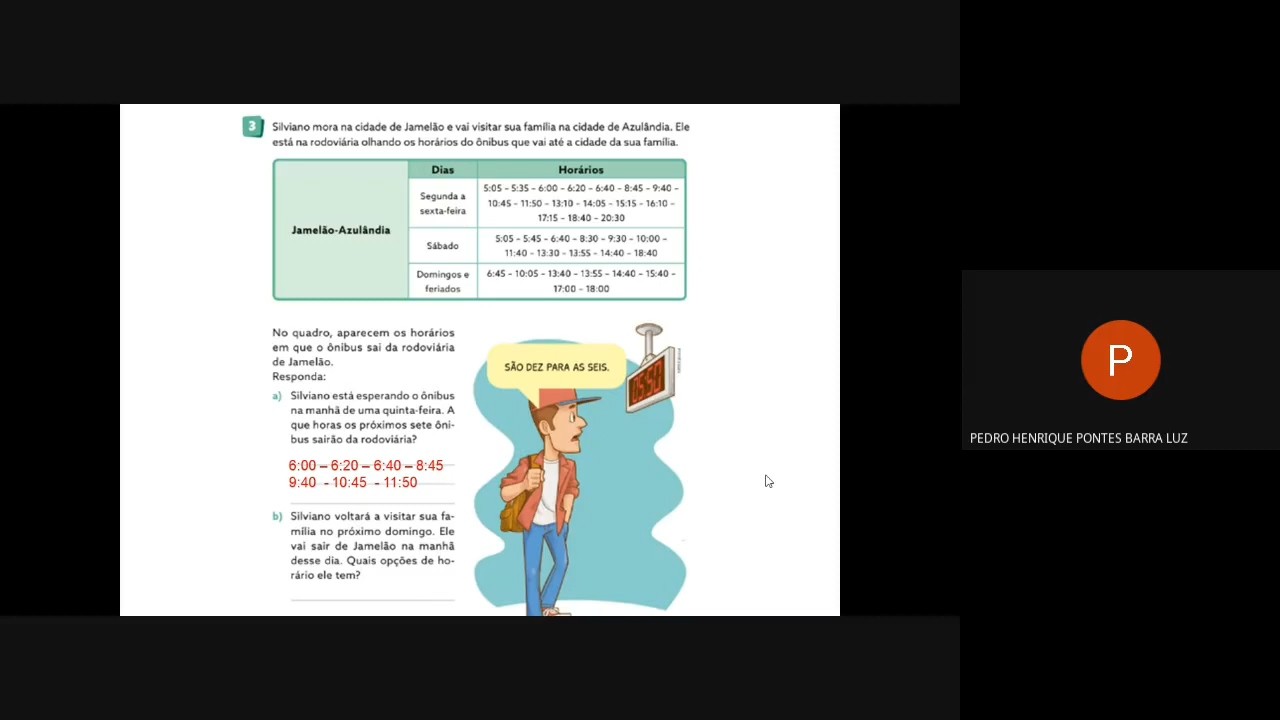 3
Silviano mora na cidade de Jamelão e vai visitar sua família na cidade de Azulândia. Ele
está na rodoviária olhando os horários do ônibus que vai até a cidade da sua família.
Dias
Horários
Jamelão-Azulândia
Segunda a
sexta-feira
5:05 – 5:35 – 6:00 – 6:20 – 6:40 – 8:45 – 9:40 –
10:45 – 11:50 – 13:10 – 14:05 – 15:15 – 16:10 –
17:15 – 18:40 – 20:30
Sábado
5:05 – 5:45 – 6:40 – 8:30 – 9:30 – 10:00 –
11:40 – 13:30 – 13:55 – 14:40 – 18:40
Domingos e
feriados
6:45 – 10:05 – 13:40 – 13:55 – 14:40 – 15:40 –
17:00 – 18:00
No quadro, aparecem os horários
em que o ônibus sai da rodoviária
de Jamelão.
Responda:
a) Silviano está esperando o ônibus
na manhã de uma quinta-feira. A
que horas os próximos sete ôni-
bus sairão da rodoviária?
6:00 – 6:20 – 6:40 – 8:45
9:40 - 10:45 - 11:50
b) Silviano voltará a visitar sua fa-
mília no próximo domingo. Ele
vai sair de Jamelão na manhã
desse dia. Quais opções de ho-
rário ele tem?
SÃO DEZ PARA AS SEIS.
05:50
P
PEDRO HENRIQUE PONTES BARRA LUZ